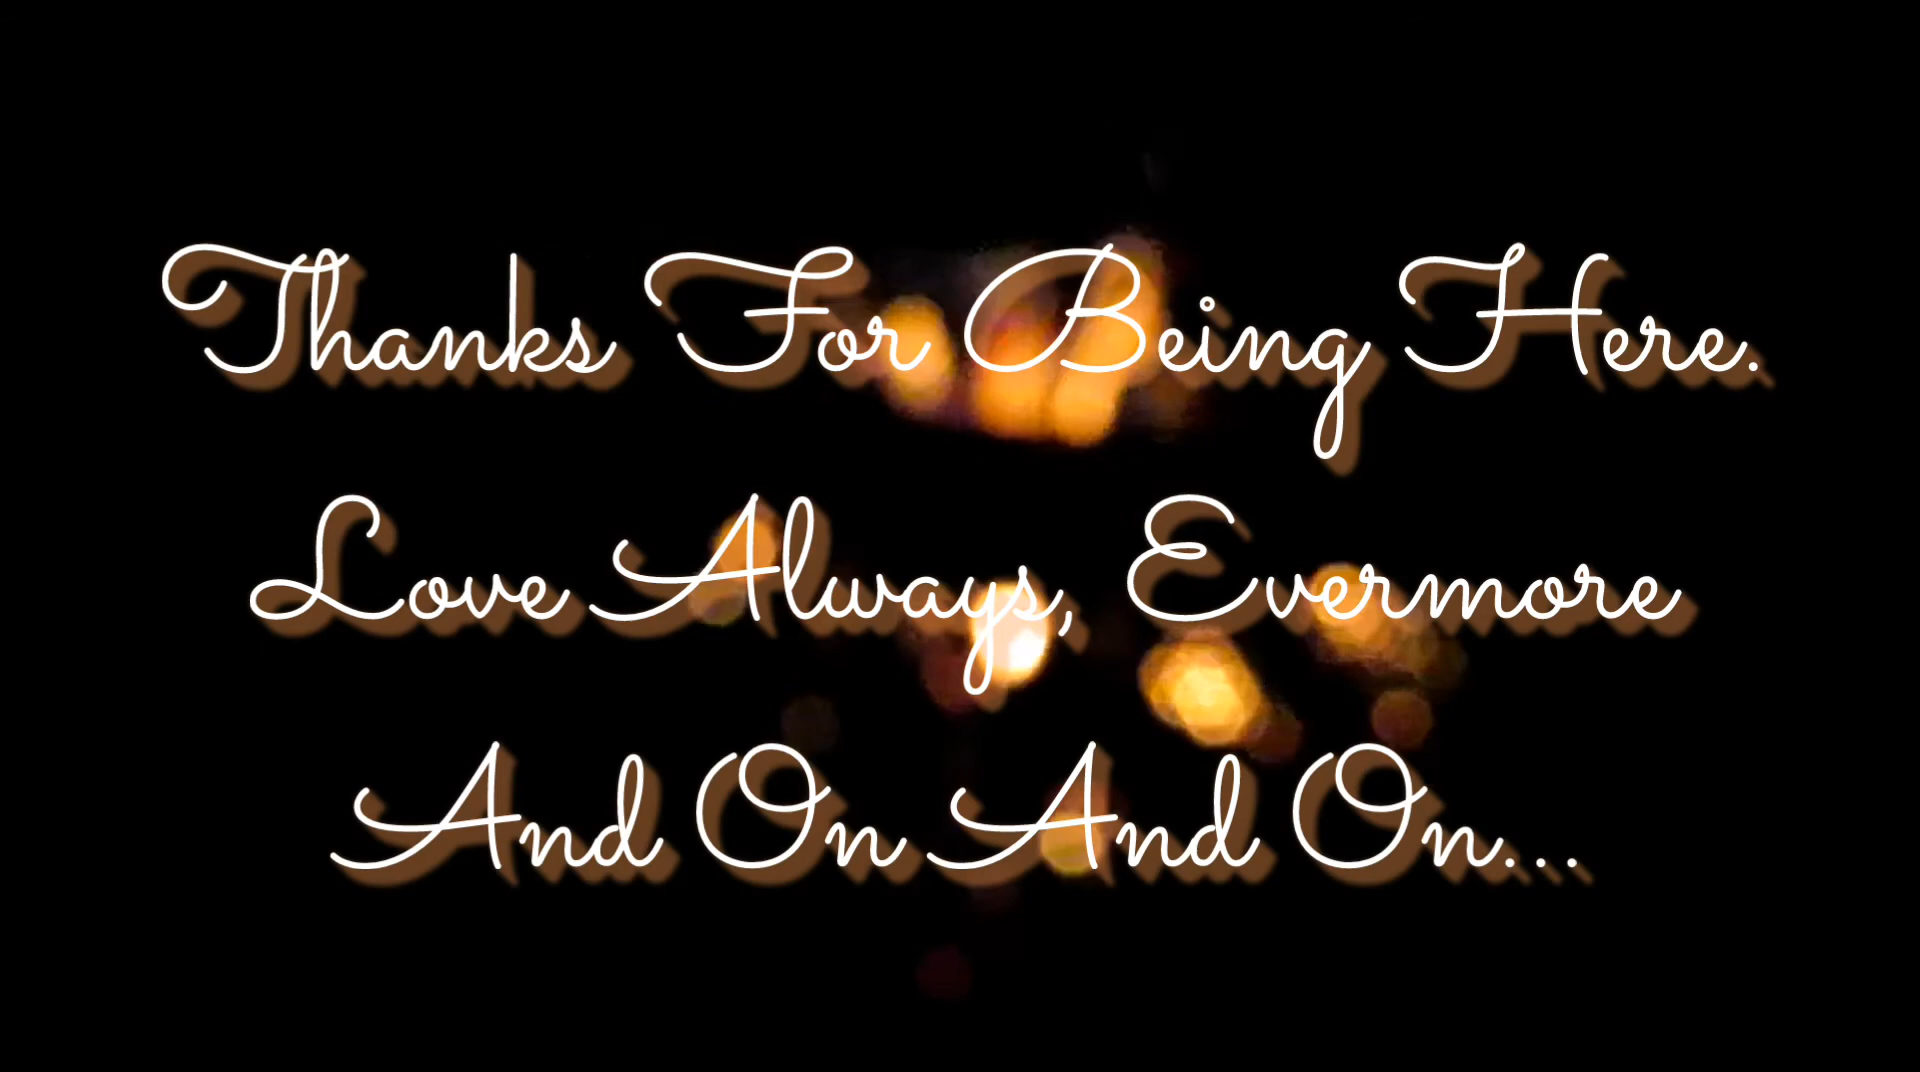 Thanks For Being Here.
Love Always, Evermore
And On And On...